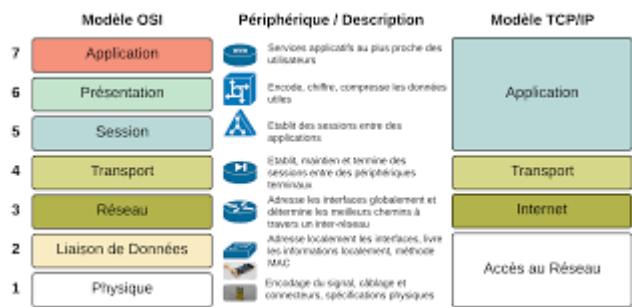 Modèle OSI
Périphérique / Description
Modèle TCP/IP
7
Application
Services applicatifs au plus proche des
utilisateurs
6
Présentation
Encode, chiffre, compresse les données
utiles
5
Session
Etablit des sessions entre des
applications
Application
4
Transport
Etablit, maintien et termine des
sessions entre des périphériques
terminaux
Transport
3
Réseau
Adresse les interfaces globalement et
détermine les meilleurs chemins à
travers un inter-réseau
Internet
2
Liaison de Données
Adresse localement les interfaces, livre
les informations localement, méthode
MAC
1
Physique
Encodage du signal, câblage et
connecteurs, spécifications physiques
Accès au Réseau